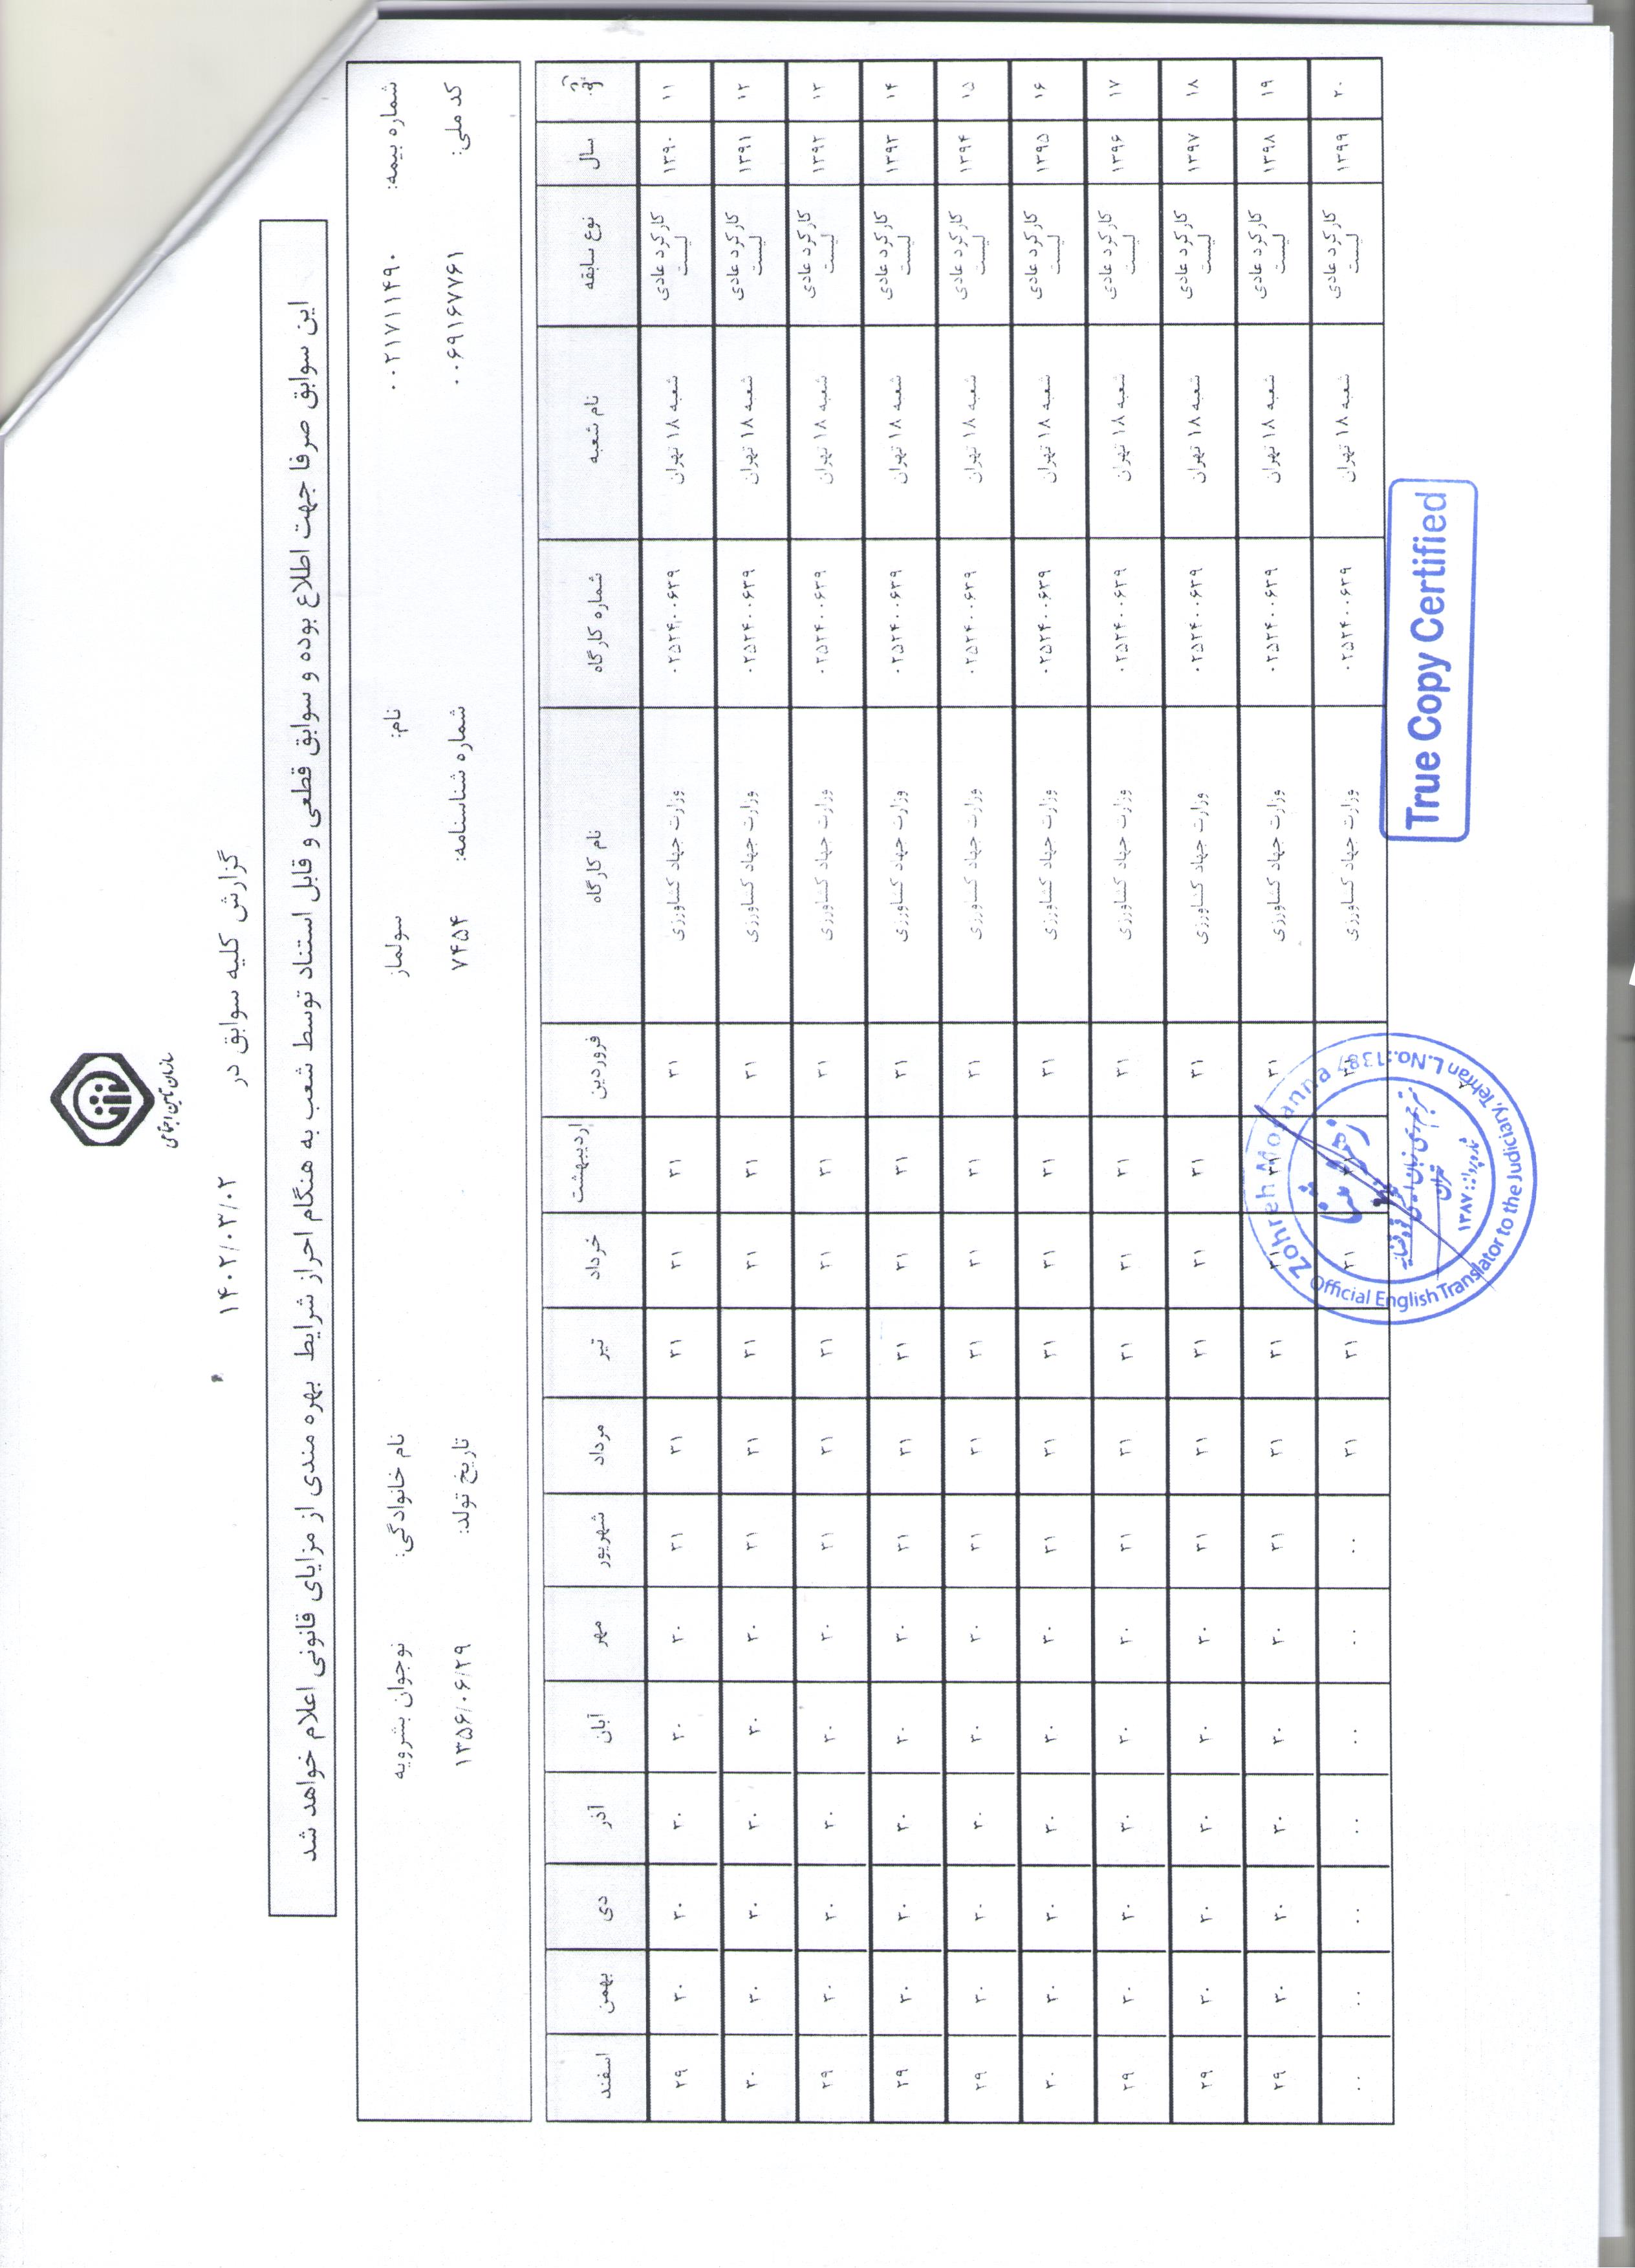 سازمان تامین اجتماعی
گزارش کلیه سوابق در ۱۴۰۲/۰۳/۰۲
این سوابق صرفا جهت اطلاع بوده و سوابق قطعی و قابل استناد توسط شعب به هنگام احراز شرایط بهره مندی از مزایای قانونی اعلام خواهد شد
شماره بیمه: ۰۰۲۱۷۱۱۴۹۰ نام: سولماز نام خانوادگی: نوجوان بشرویه
کد ملی: ۰۰۶۹۱۶۷۷۶۱ شماره شناسنامه: ۷۴۵۴ تاریخ تولد: ۱۳۵۶/۰۶/۲۹
ردیف سال نوع سابقه نام شعبه شماره کارگاه نام کارگاه فروردین اردیبهشت خرداد تیر مرداد شهریور مهر آبان آذر دی بهمن اسفند
۱۱ ۱۳۹۰ کارکرد عادی لیست شعبه ۱۸ تهران ۰۲۵۲۴۰۰۶۳۹ وزارت جهاد کشاورزی ۳۱ ۳۱ ۳۱ ۳۱ ۳۱ ۳۱ ۳۰ ۳۰ ۳۰ ۳۰ ۳۰ ۲۹
۱۲ ۱۳۹۱ کارکرد عادی لیست شعبه ۱۸ تهران ۰۲۵۲۴۰۰۶۳۹ وزارت جهاد کشاورزی ۳۱ ۳۱ ۳۱ ۳۱ ۳۱ ۳۱ ۳۰ ۳۰ ۳۰ ۳۰ ۳۰ ۳۰
۱۳ ۱۳۹۲ کارکرد عادی لیست شعبه ۱۸ تهران ۰۲۵۲۴۰۰۶۳۹ وزارت جهاد کشاورزی ۳۱ ۳۱ ۳۱ ۳۱ ۳۱ ۳۱ ۳۰ ۳۰ ۳۰ ۳۰ ۳۰ ۲۹
۱۴ ۱۳۹۳ کارکرد عادی لیست شعبه ۱۸ تهران ۰۲۵۲۴۰۰۶۳۹ وزارت جهاد کشاورزی ۳۱ ۳۱ ۳۱ ۳۱ ۳۱ ۳۱ ۳۰ ۳۰ ۳۰ ۳۰ ۳۰ ۲۹
۱۵ ۱۳۹۴ کارکرد عادی لیست شعبه ۱۸ تهران ۰۲۵۲۴۰۰۶۳۹ وزارت جهاد کشاورزی ۳۱ ۳۱ ۳۱ ۳۱ ۳۱ ۳۱ ۳۰ ۳۰ ۳۰ ۳۰ ۳۰ ۲۹
۱۶ ۱۳۹۵ کارکرد عادی لیست شعبه ۱۸ تهران ۰۲۵۲۴۰۰۶۳۹ وزارت جهاد کشاورزی ۳۱ ۳۱ ۳۱ ۳۱ ۳۱ ۳۱ ۳۰ ۳۰ ۳۰ ۳۰ ۳۰ ۳۰
۱۷ ۱۳۹۶ کارکرد عادی لیست شعبه ۱۸ تهران ۰۲۵۲۴۰۰۶۳۹ وزارت جهاد کشاورزی ۳۱ ۳۱ ۳۱ ۳۱ ۳۱ ۳۱ ۳۰ ۳۰ ۳۰ ۳۰ ۳۰ ۲۹
۱۸ ۱۳۹۷ کارکرد عادی لیست شعبه ۱۸ تهران ۰۲۵۲۴۰۰۶۳۹ وزارت جهاد کشاورزی ۳۱ ۳۱ ۳۱ ۳۱ ۳۱ ۳۱ ۳۰ ۳۰ ۳۰ ۳۰ ۳۰ ۲۹
۱۹ ۱۳۹۸ کارکرد عادی لیست شعبه ۱۸ تهران ۰۲۵۲۴۰۰۶۳۹ وزارت جهاد کشاورزی ۳۱ ۳۱ ۳۱ ۳۱ ۳۱ ۳۱ ۳۰ ۳۰ ۳۰ ۳۰ ۳۰ ۲۹
۲۰ ۱۳۹۹ کارکرد عادی لیست شعبه ۱۸ تهران ۰۲۵۲۴۰۰۶۳۹ وزارت جهاد کشاورزی ۳۱ ۳۱ ۳۱ ۳۱ ۳۱ ۰۰ ۰۰ ۰۰ ۰۰ ۰۰ ۰۰ ۰۰
Zohreh Mosanna
Official English Translator to the Judiciary, Tehran L.No.: 1387
زهره مثنا
مترجم رسمی زبان انگلیسی قوه قضائیه
تهران
شماره پروانه: ۱۳۸۷
True Copy Certified